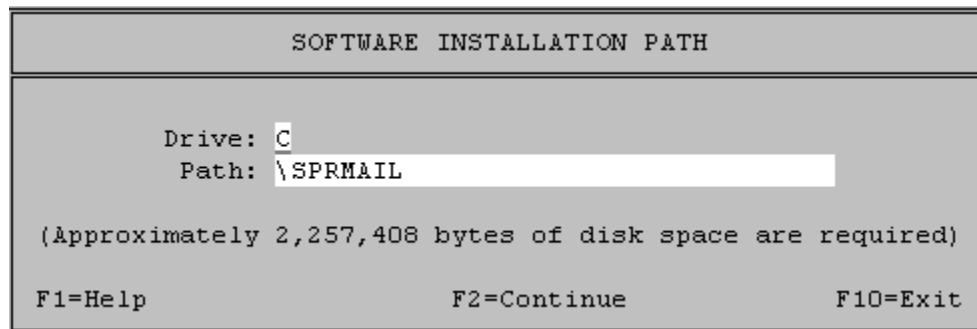 SOFTWARE INSTALLATION PATH
Drive: C
Path: \SPRMAIL
(Approximately 2,257,408 bytes of disk space are required)
F1=Help F2=Continue F10=Exit